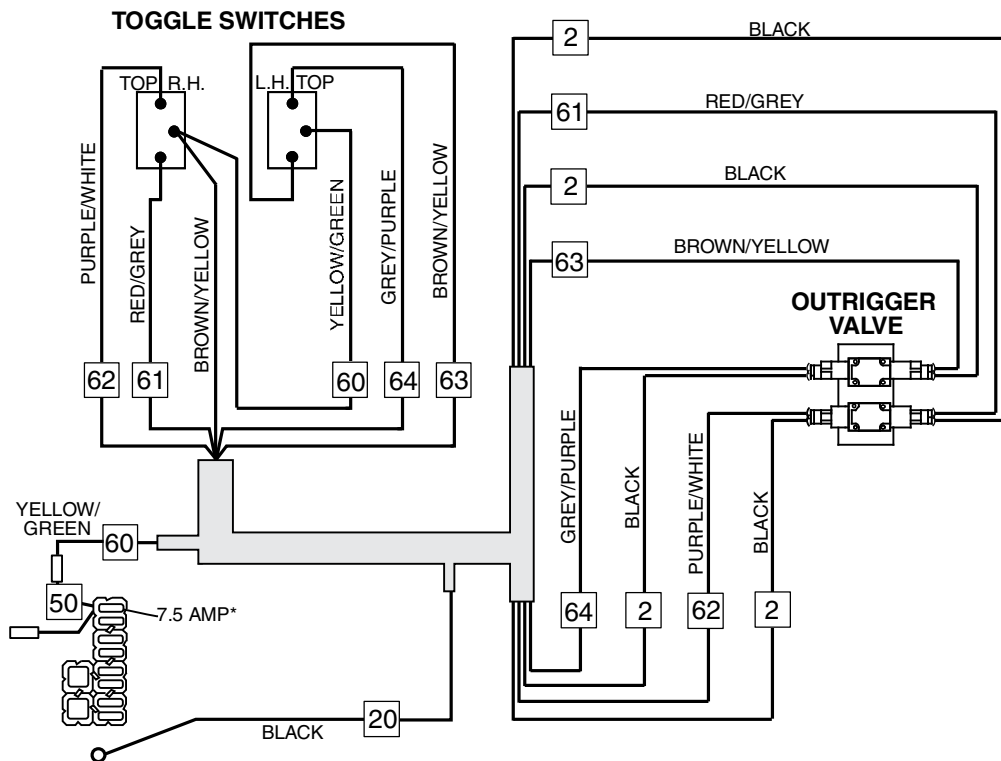 TOGGLE SWITCHES
TOP R.H.
L.H. TOP
PURPLE/WHITE
RED/GREY
BROWN/YELLOW
YELLOW/GREEN
GREY/PURPLE
BROWN/YELLOW
62
61
60
64
63
2
BLACK
61
RED/GREY
2
BLACK
63
BROWN/YELLOW
OUTRIGGER
VALVE
GREY/PURPLE
BLACK
PURPLE/WHITE
BLACK
64
2
62
2
YELLOW/
GREEN
60
50
7.5 AMP*
20
BLACK